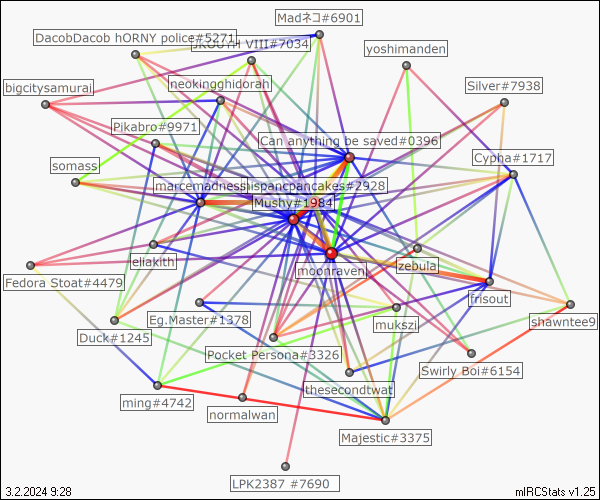 Madネコ#6901
DacobDacob hORNY police#5271
JKOUTH VIII#7034
yoshimanden
bigcitysamurai
neokingghidorah
Silver#7938
Pikabro#9971
Can anything be saved#0396
Cypha#1717
somass
marcemadness
hispancpancakes#2928
Mushy#1984
eliakith
moonraven
zebula
Fedora Stoat#4479
frisout
Eg.Master#1378
mukszi
shawntee9
Duck#1245
Pocket Persona#3326
Swirly Boi#6154
thesecondtwat
ming#4742
normalwan
Majestic#3375
LPK2387 #7690
3.2.2024 9:28
mIRCStats v1.25